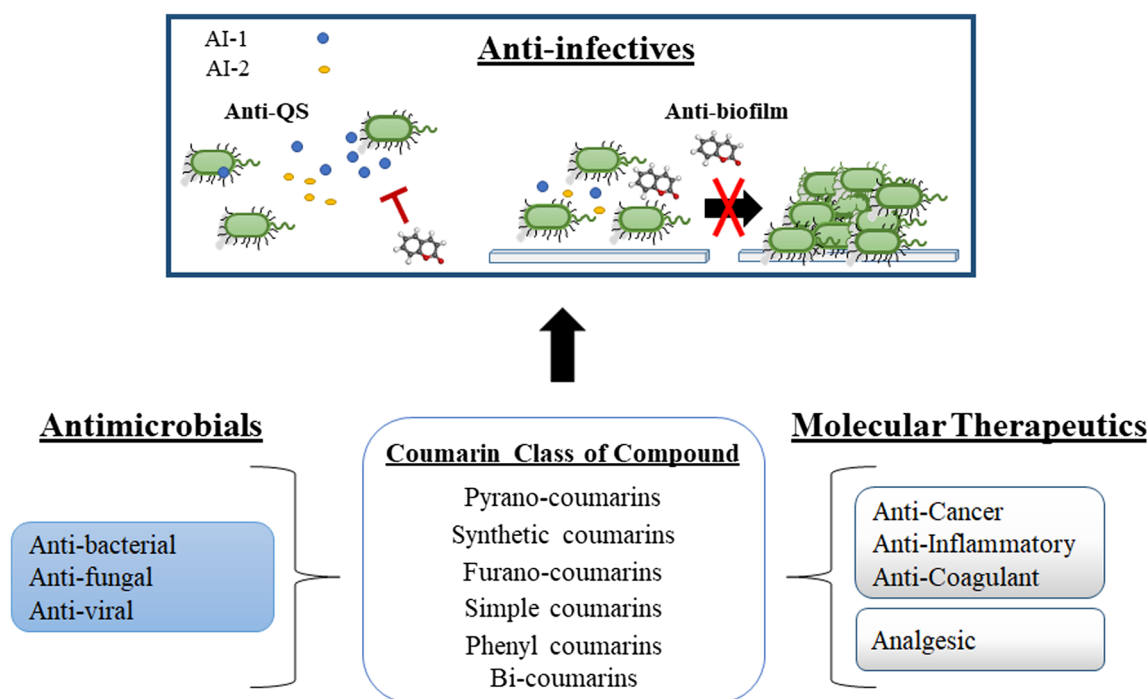 Anti-infectives
AI-1
AI-2
Anti-QS
Anti-biofilm
Antimicrobials
Anti-bacterial
Anti-fungal
Anti-viral
Coumarin Class of Compound
Pyrano-coumarins
Synthetic coumarins
Furano-coumarins
Simple coumarins
Phenyl coumarins
Bi-coumarins
Molecular Therapeutics
Anti-Cancer
Anti-Inflammatory
Anti-Coagulant
Analgesic